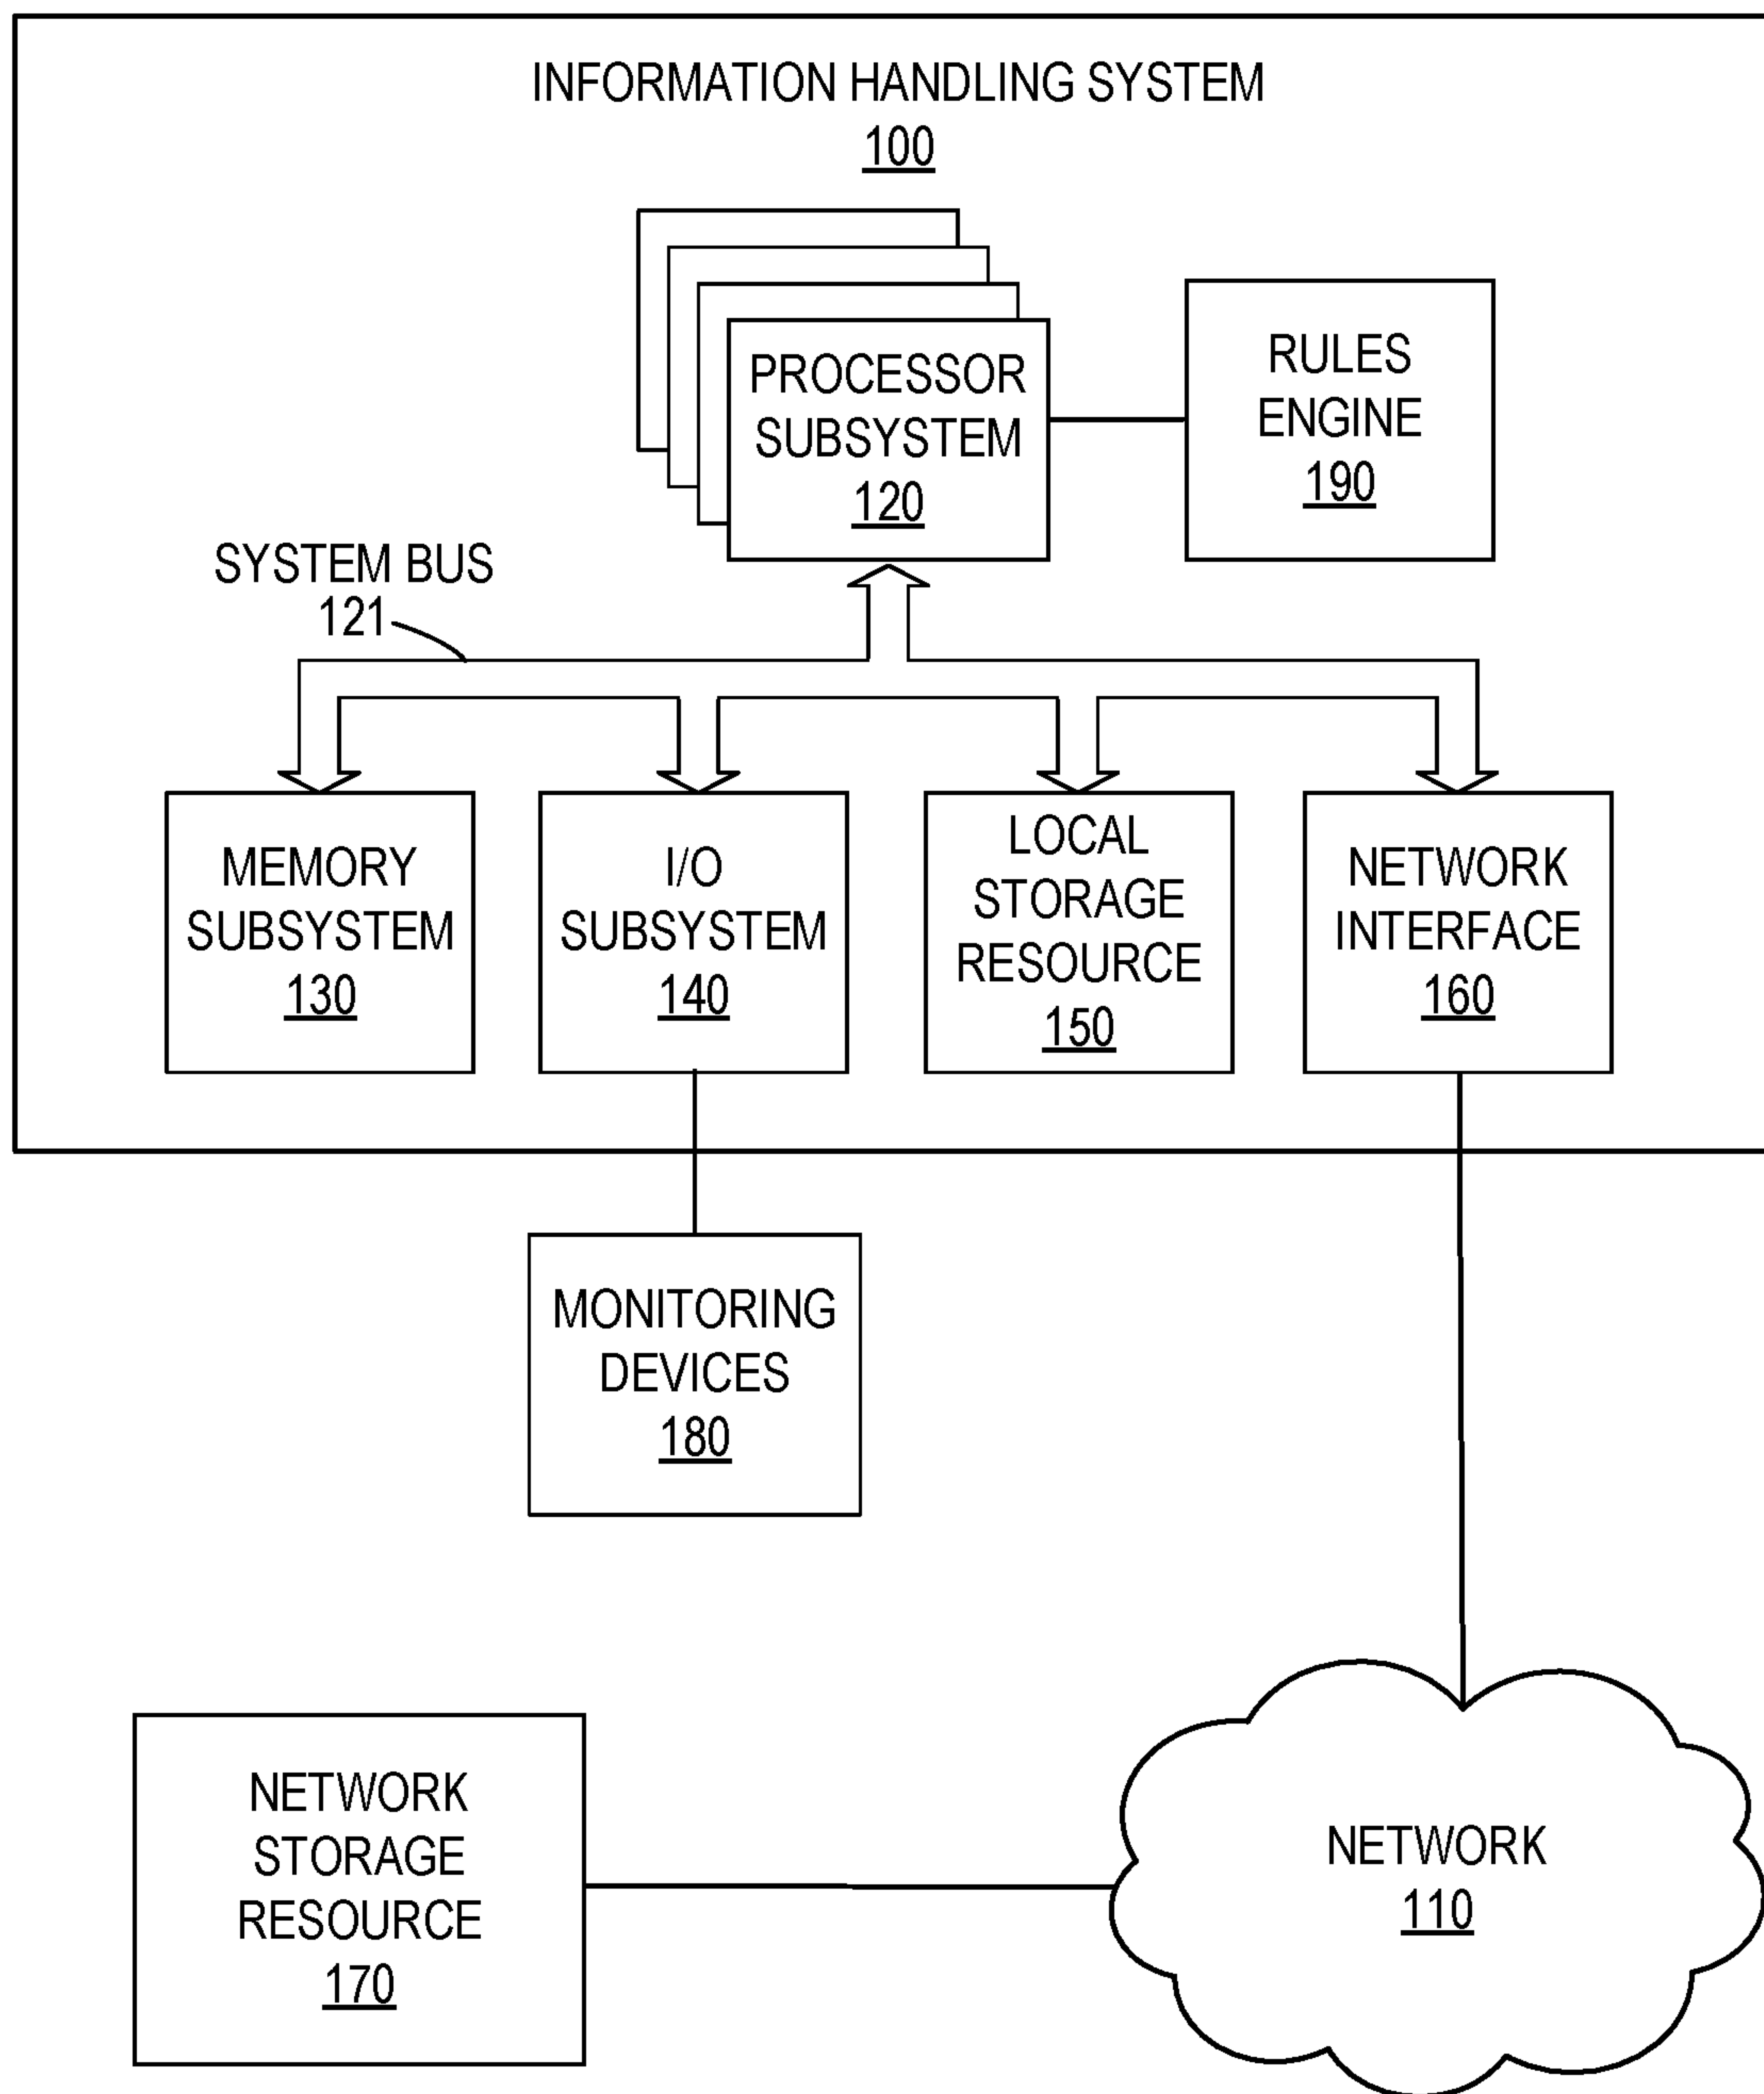 INFORMATION HANDLING SYSTEM
100
PROCESSOR
SUBSYSTEM
120
RULES
ENGINE
190
SYSTEM BUS
121
MEMORY
SUBSYSTEM
130
I/O
SUBSYSTEM
140
LOCAL
STORAGE
RESOURCE
150
NETWORK
INTERFACE
160
MONITORING
DEVICES
180
NETWORK
STORAGE
RESOURCE
170
NETWORK
110